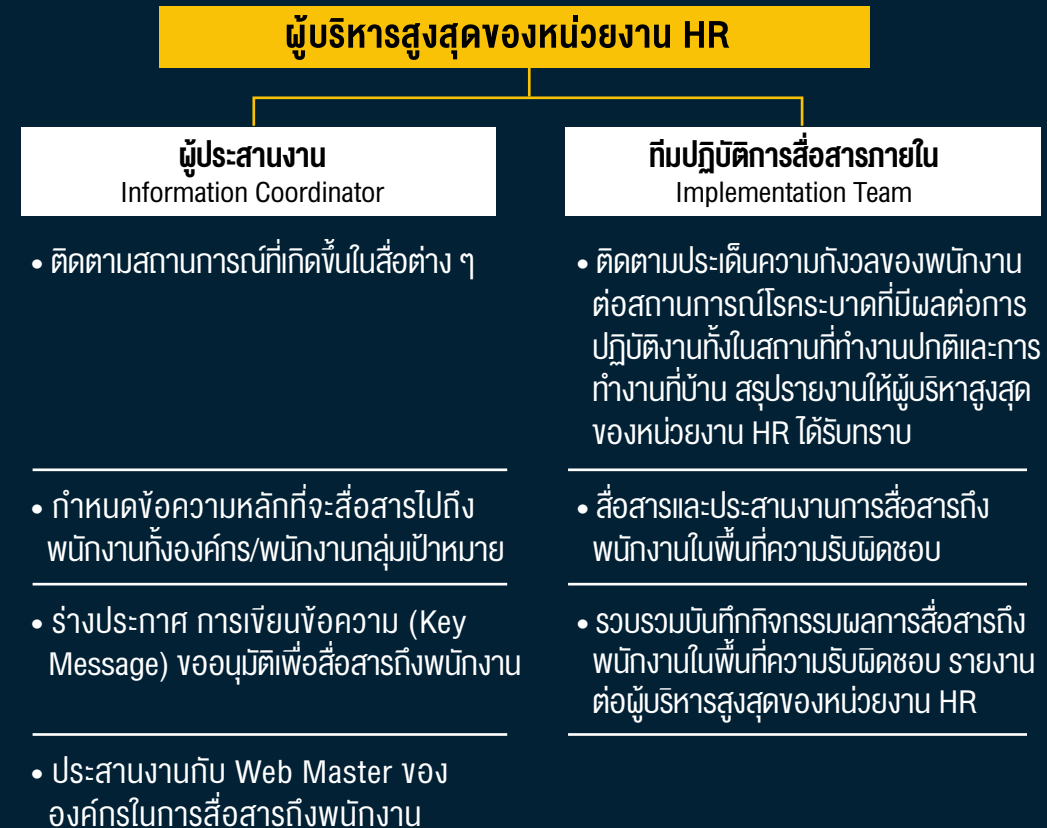 ผู้บริหารสูงสุดของหน่วยงาน HR
ผู้ประสานงาน
Information Coordinator
• ติดตามสถานการณ์ที่เกิดขึ้นในสื่อต่าง ๆ
• กำหนดข้อความหลักที่จะสื่อสารไปถึง
พนักงานทั้งองค์กร/พนักงานกลุ่มเป้าหมาย
• ร่างประกาศ การเขียนข้อความ (Key
Message) ขออนุมัติเพื่อสื่อสารถึงพนักงาน
• ประสานงานกับ Web Master ของ
องค์กรในการสื่อสารถึงพนักงาน
ทีมปฏิบัติการสื่อสารภายใน
Implementation Team
• ติดตามประเด็นความกังวลของพนักงาน
ต่อสถานการณ์โรคระบาดที่มีผลต่อการ
ปฏิบัติงานทั้งในสถานที่ทำงานปกติและการ
ทำงานที่บ้าน สรุปรายงานให้ผู้บริหาสูงสุด
ของหน่วยงาน HR ได้รับทราบ
• สื่อสารและประสานงานการสื่อสารถึง
พนักงานในพื้นที่ความรับผิดชอบ
• รวบรวมบันทึกกิจกรรมผลการสื่อสารถึง
พนักงานในพื้นที่ความรับผิดชอบ รายงาน
ต่อผู้บริหารสูงสุดของหน่วยงาน HR